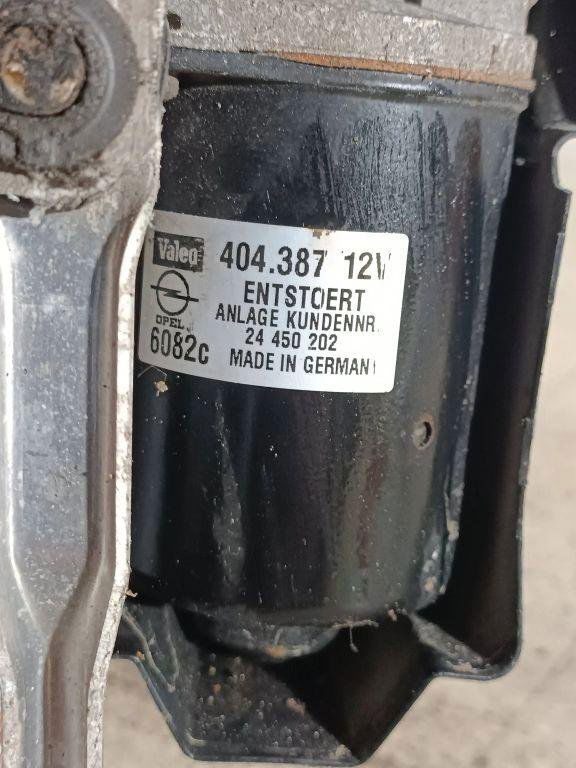 Valeo 404.387 12V
ENTSTOERT
ANLAGE KUNDENNR.
OPEL
24 450 202
6082c MADE IN GERMANY